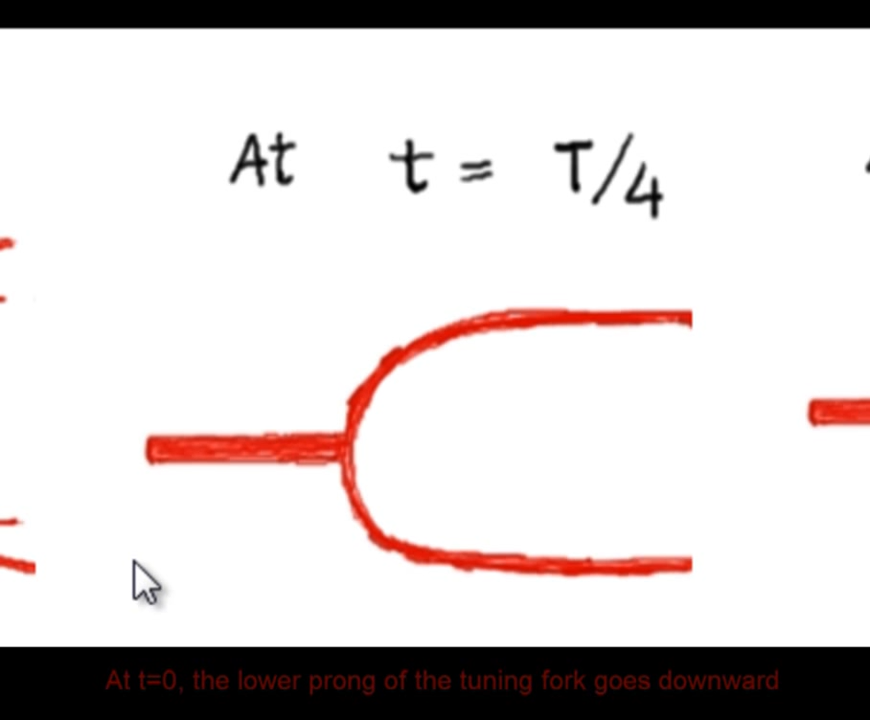 At t = T/4
At t=0, the lower prong of the tuning fork goes downward